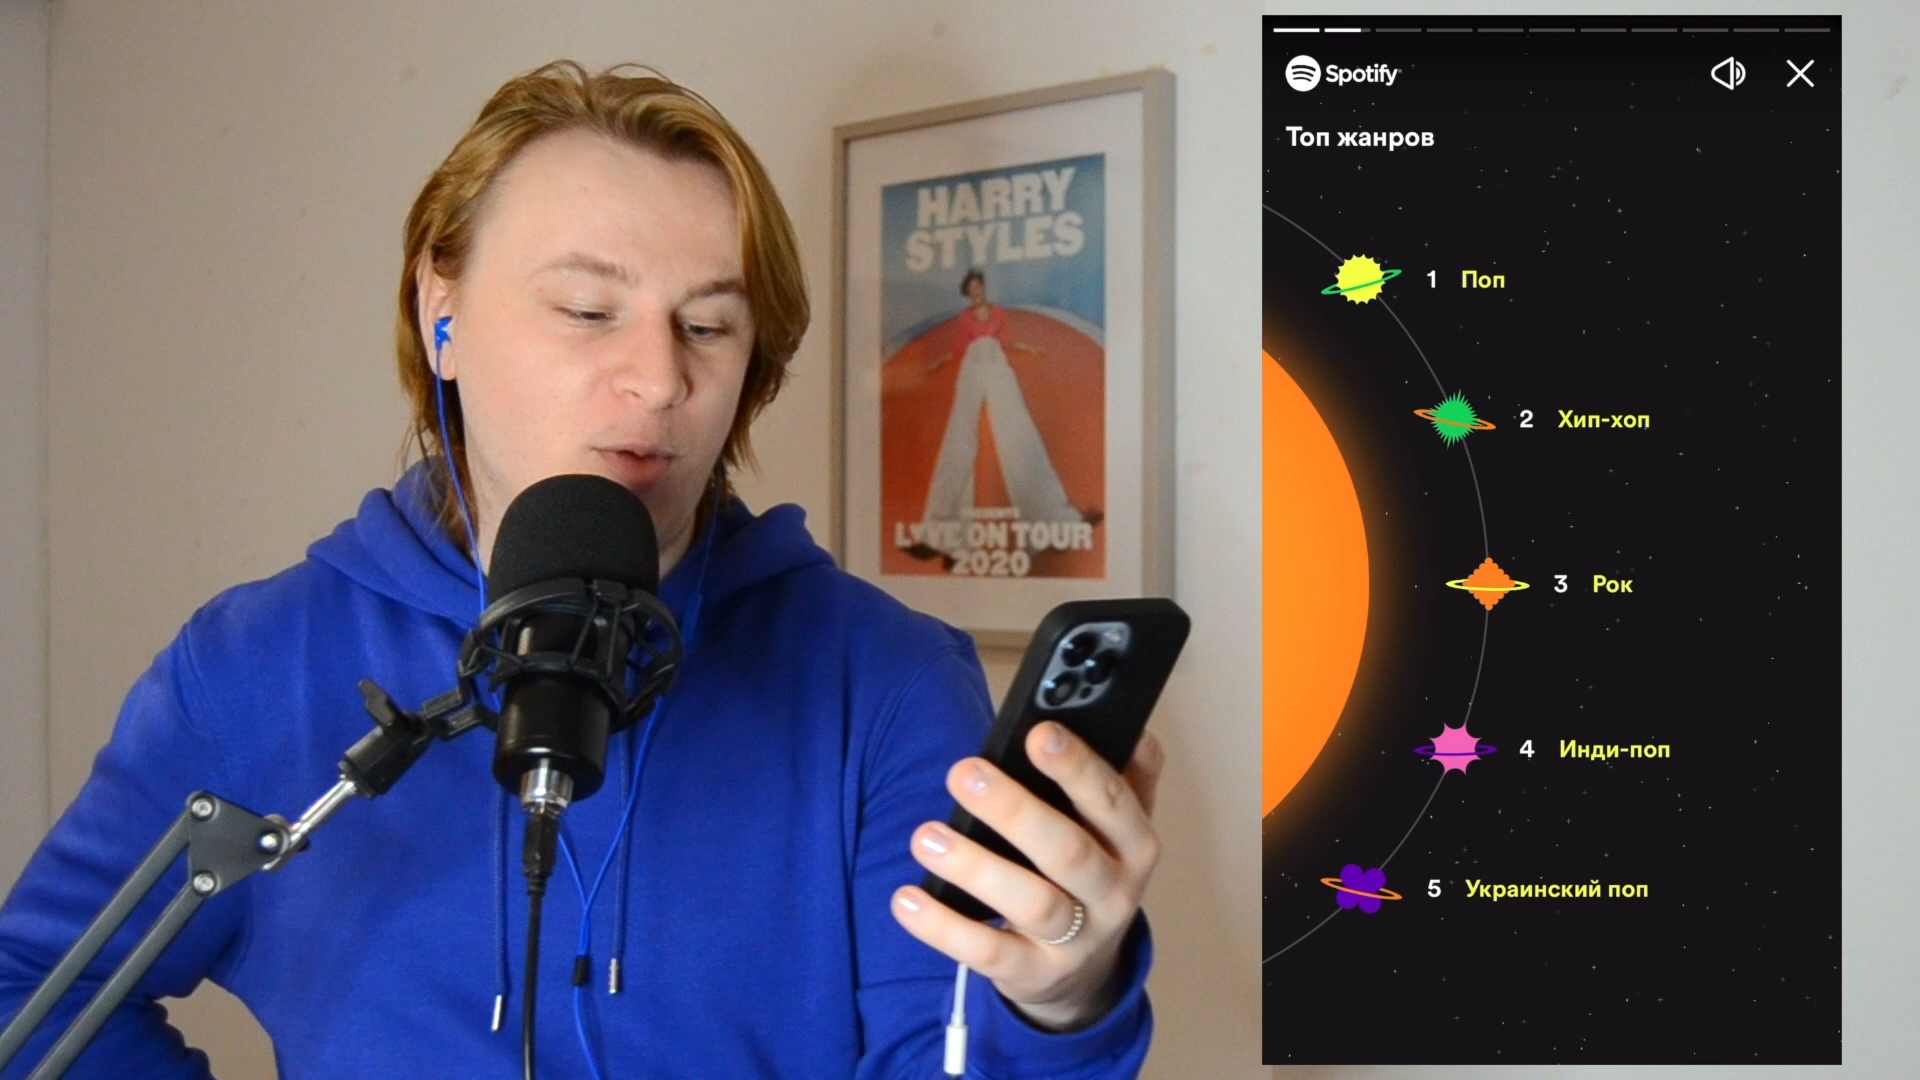 HARRY
STYLES
LIVE ON TOUR
2020
Spotify
Топ жанров
1 Поп
2 Хип-хоп
3 Рок
4 Инди-поп
5 Украинский поп